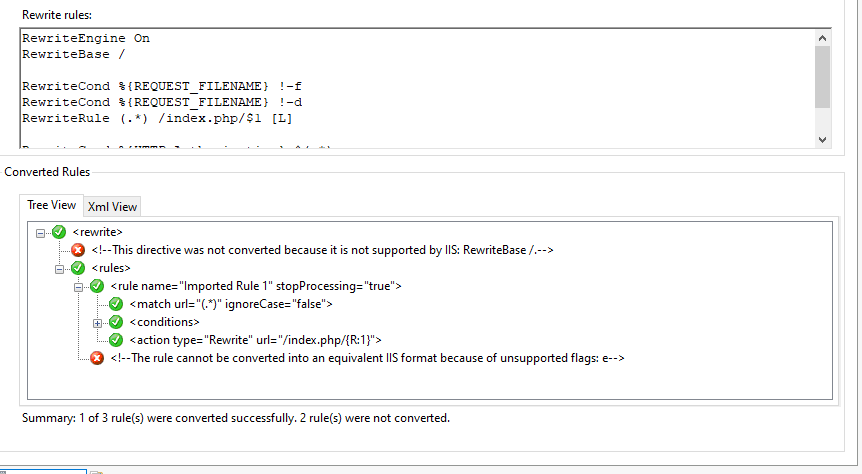 Rewrite rules:
RewriteEngine On
RewriteBase /
RewriteCond %{REQUEST_FILENAME} !-f
RewriteCond %{REQUEST_FILENAME} !-d
RewriteRule (.*) /index.php/$1 [L]
Converted Rules
Tree View Xml View
<rewrite>
<!--This directive was not converted because it is not supported by IIS: RewriteBase /.-->
<rules>
<rule name="Imported Rule 1" stopProcessing="true">
<match url="(.*)" ignoreCase="false">
<conditions>
<action type="Rewrite" url="/index.php/{R:1}">
<!--The rule cannot be converted into an equivalent IIS format because of unsupported flags: e-->
Summary: 1 of 3 rule(s) were converted successfully. 2 rule(s) were not converted.